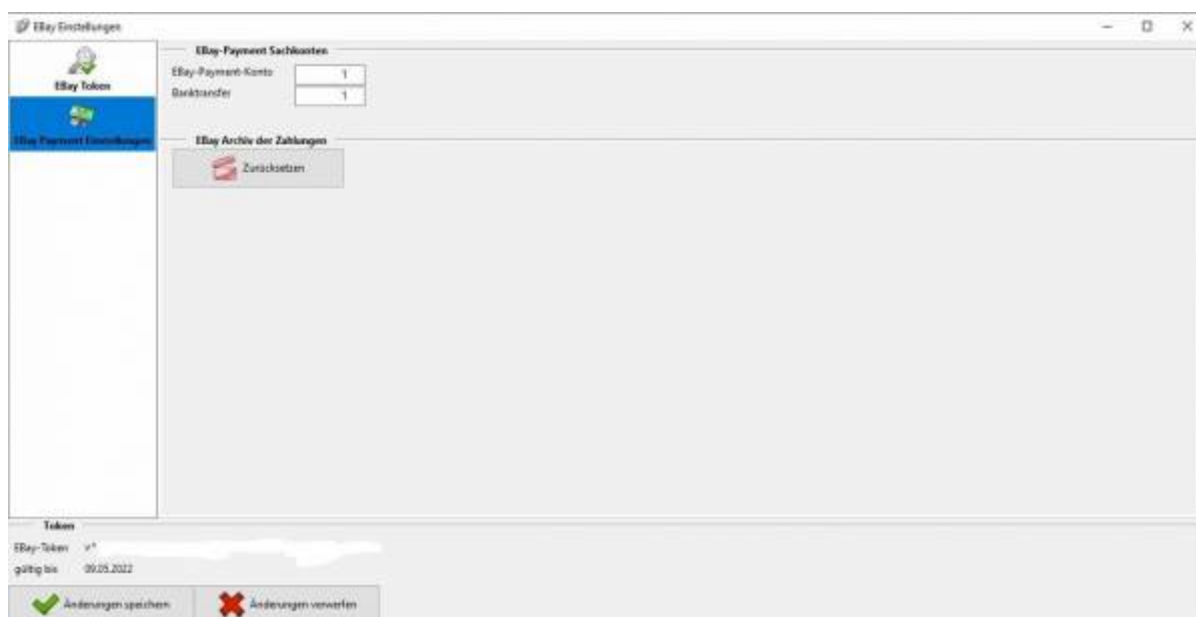 EBay Einstellungen
EBay Token
EBay Payment Einstellungen
EBay-Payment Sachkonten
EBay-Payment-Konto 1
Banktransfer 1
EBay Archiv der Zahlungen
Zurücksetzen
Token
EBay-Token v^
gültig bis 09.05.2022
Änderungen speichern
Änderungen verwerfen